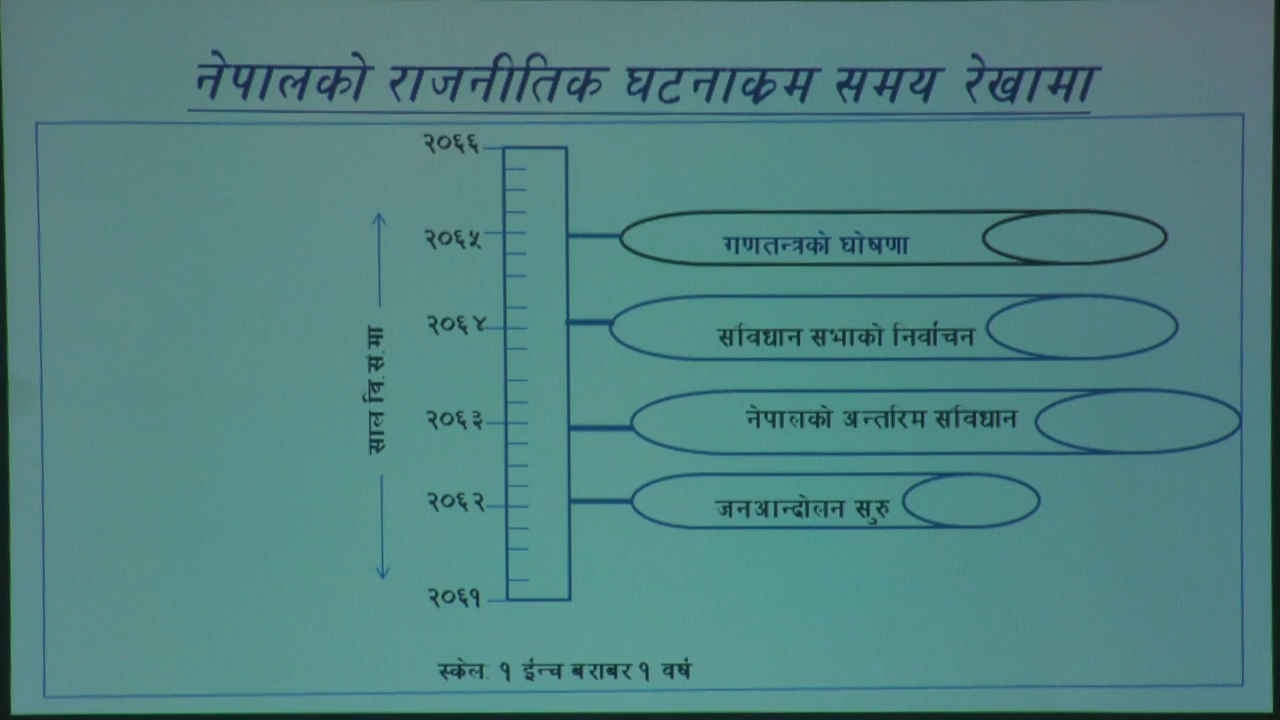 नेपालको राजनीतिक घटनाक्रम समय रेखामा
२०६६
२०६५
गणतन्त्रको घोषणा
२०६४
संविधान सभाको निर्वाचन
साल वि.सं.मा
२०६३
नेपालको अन्तरिम संविधान
२०६२
जनआन्दोलन सुरु
२०६१
स्केलः १ ईन्च बराबर १ वर्ष